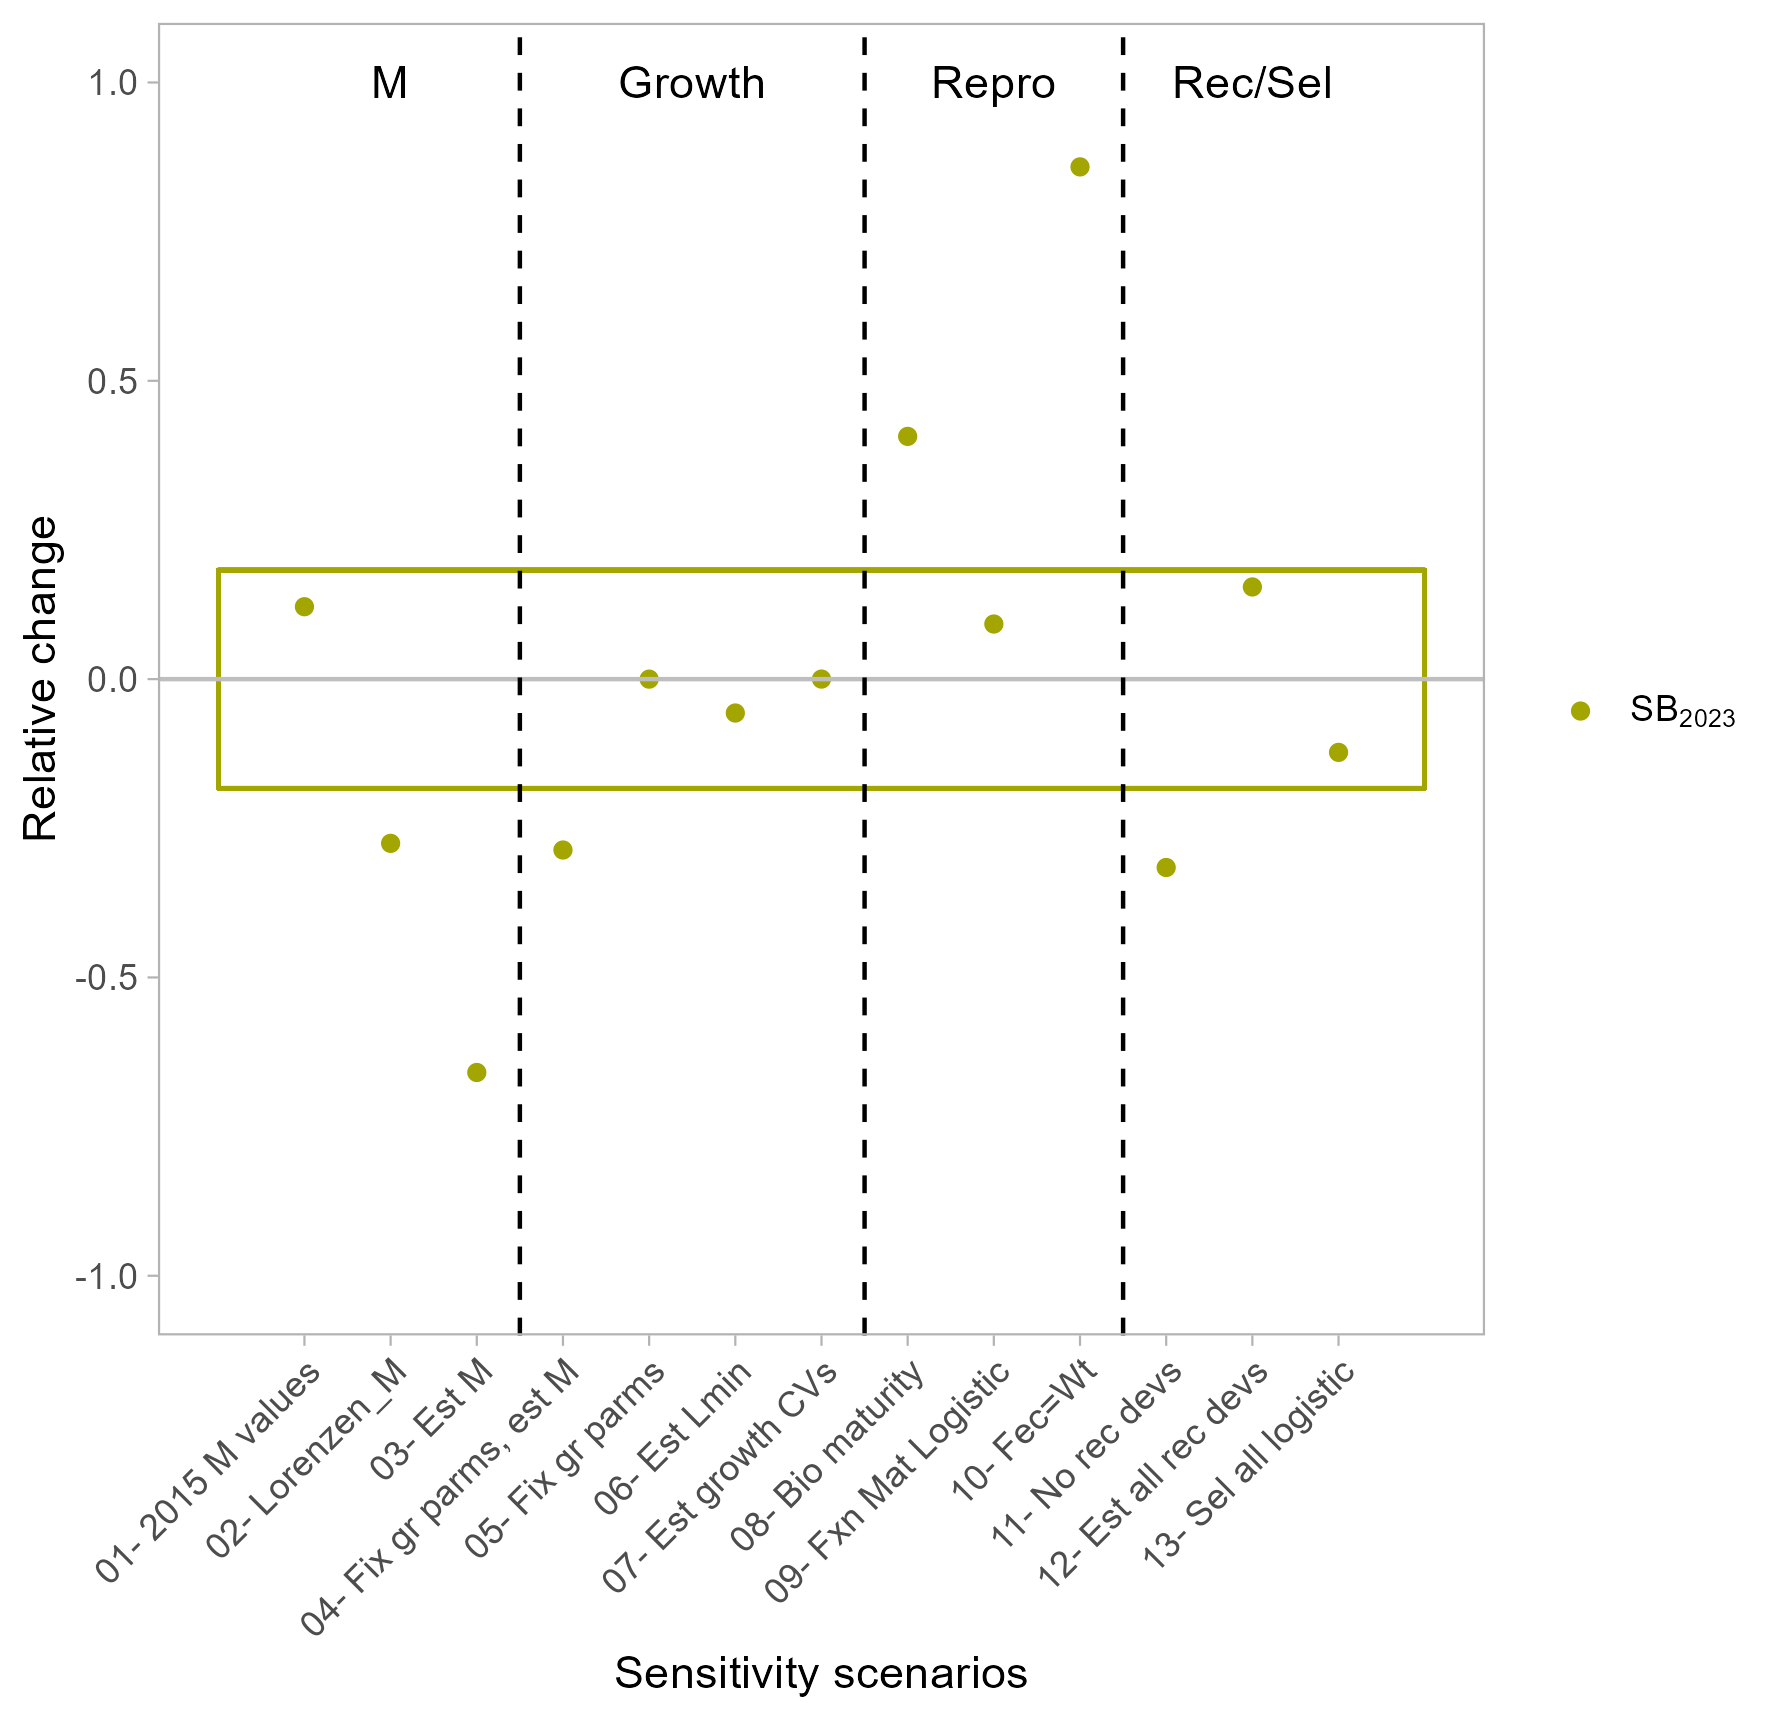 M Growth Repro Rec/Sel
1.0
0.5
0.0
-0.5
-1.0
Relative change
SB2023
01- 2015 M values
02- Lorenzen_M
03- Est M
04- Fix gr parms, est M
05- Fix gr parms
06- Est Lmin
07- Est growth CVs
08- Bio maturity
09- Fxn Mat Logistic
10- Fec=Wt
11- No rec devs
12- Est all rec devs
13- Sel all logistic
Sensitivity scenarios